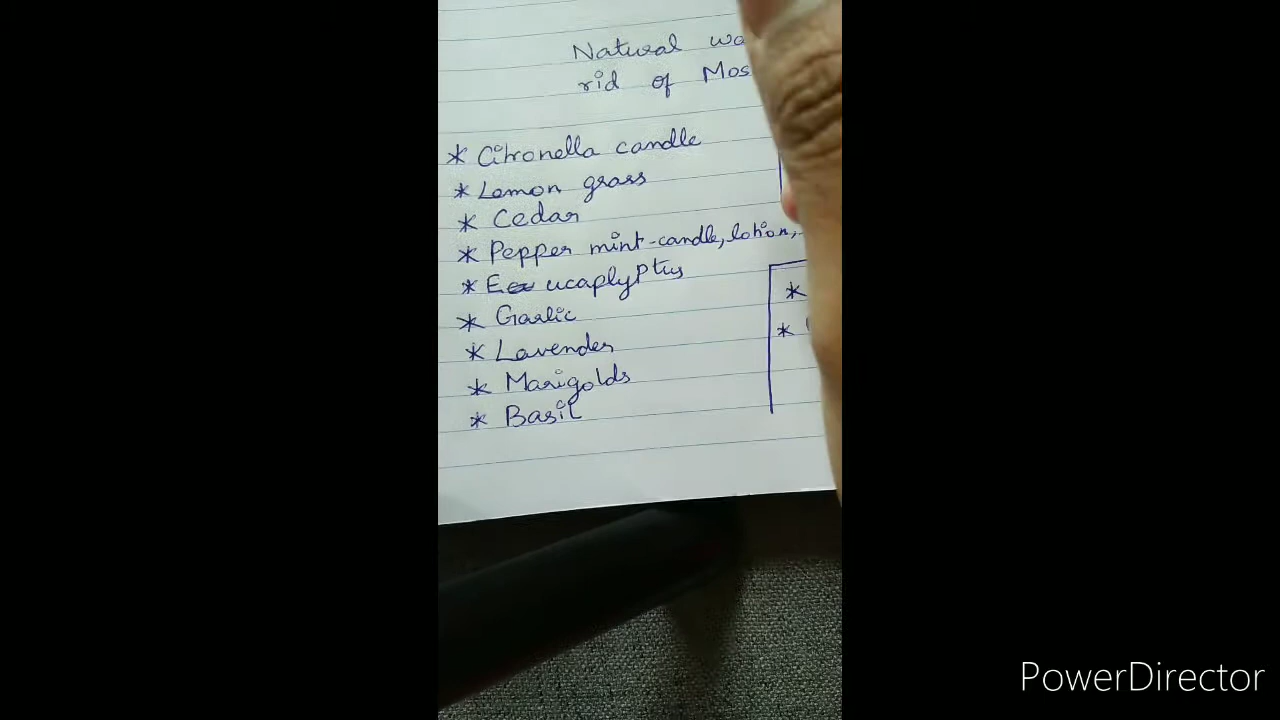 Natural wa
rid of Mos
* Citronella candle
* Lemon grass
* Cedar
* Pepper mint-candle, lotion,
* Eucaplyptus
* Garlic
* Lavender
* Marigolds
* Basil
*
*
PowerDirector